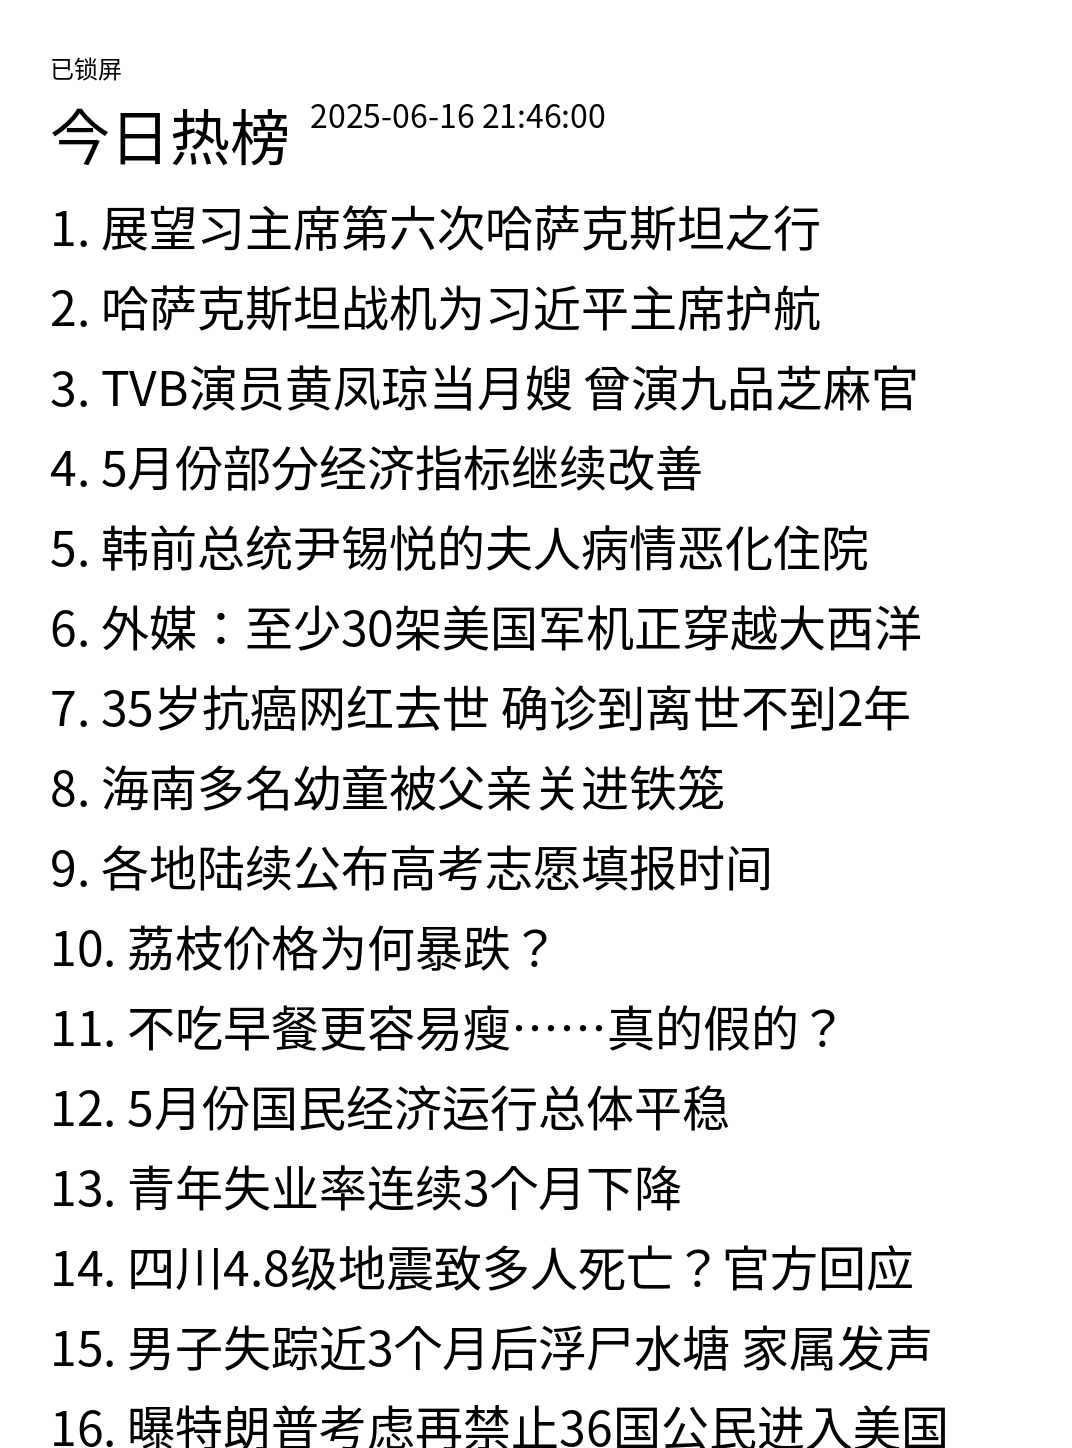 已锁屏
今日热榜 2025-06-16 21:46:00
1. 展望习主席第六次哈萨克斯坦之行
2. 哈萨克斯坦战机为习近平主席护航
3. TVB演员黄凤琼当月嫂 曾演九品芝麻官
4. 5月份部分经济指标继续改善
5. 韩前总统尹锡悦的夫人病情恶化住院
6. 外媒：至少30架美国军机正穿越大西洋
7. 35岁抗癌网红去世 确诊到离世不到2年
8. 海南多名幼童被父亲关进铁笼
9. 各地陆续公布高考志愿填报时间
10. 荔枝价格为何暴跌？
11. 不吃早餐更容易瘦……真的假的？
12. 5月份国民经济运行总体平稳
13. 青年失业率连续3个月下降
14. 四川4.8级地震致多人死亡？官方回应
15. 男子失踪近3个月后浮尸水塘 家属发声
16. 曝特朗普考虑再禁止36国公民进入美国